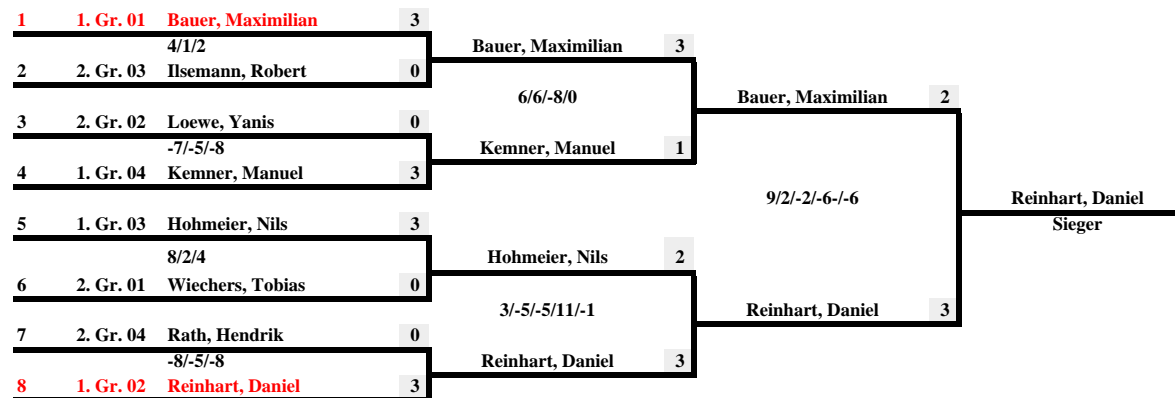 1 1. Gr. 01 Bauer, Maximilian 3
4/1/2
Bauer, Maximilian 3
2 2. Gr. 03 Ilsemann, Robert 0
6/6/-8/0
Bauer, Maximilian 2
3 2. Gr. 02 Loewe, Yanis 0
-7/-5/-8
Kemner, Manuel 1
4 1. Gr. 04 Kemner, Manuel 3
9/2/-2/-6-/-6
Reinhart, Daniel
Sieger
5 1. Gr. 03 Hohmeier, Nils 3
8/2/4
Hohmeier, Nils 2
6 2. Gr. 01 Wiechers, Tobias 0
3/-5/-5/11/-1
Reinhart, Daniel 3
7 2. Gr. 04 Rath, Hendrik 0
-8/-5/-8
Reinhart, Daniel 3
8 1. Gr. 02 Reinhart, Daniel 3